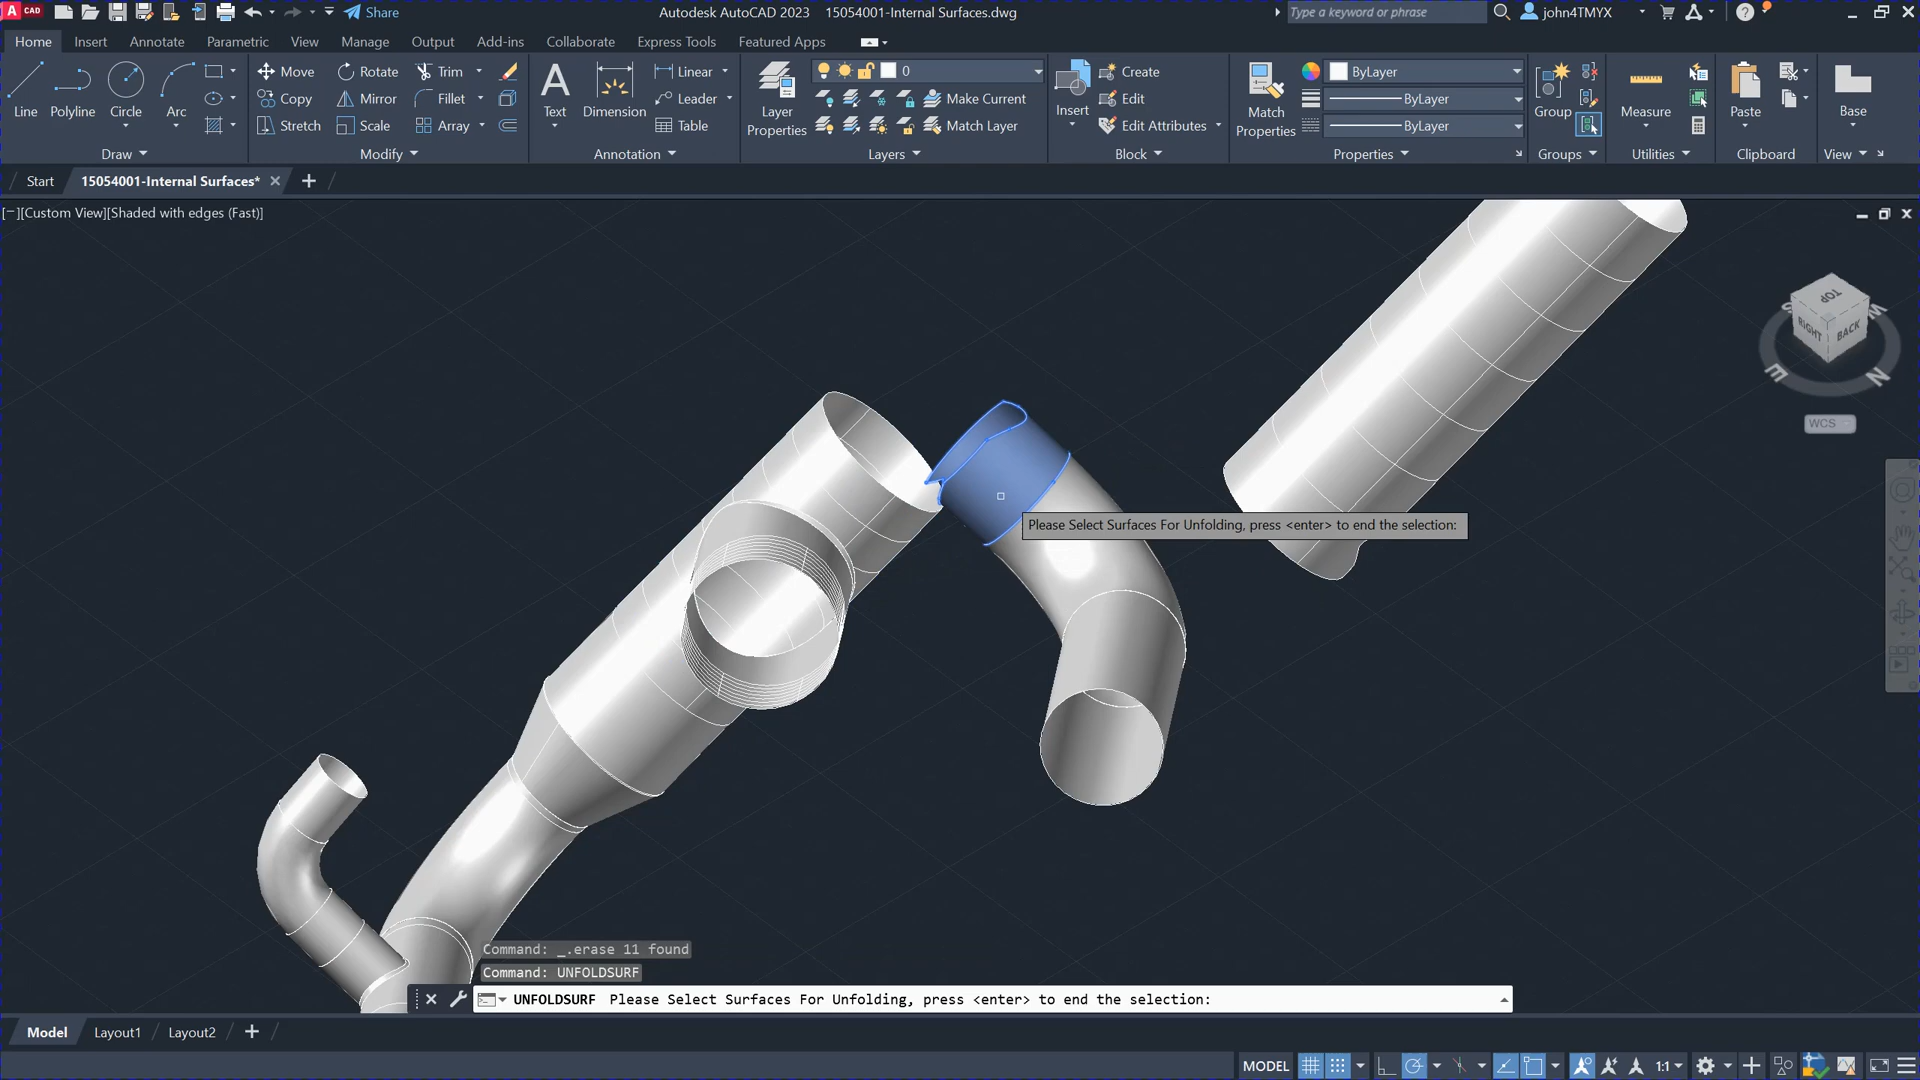 A CAD Share Autodesk AutoCAD 2023 15054001-Internal Surfaces.dwg Type a keyword or phrase john4TMYX
Home Insert Annotate Parametric View Manage Output Add-ins Collaborate Express Tools Featured Apps
Line Polyline Circle Arc
Move Rotate Trim
Copy Mirror Fillet
Stretch Scale Array
Text Dimension
Linear
Leader
Table
Layer Properties
0
Make Current
Match Layer
Insert
Create
Edit
Edit Attributes
Match Properties
ByLayer
ByLayer
ByLayer
Group
Measure
Paste
Base
Draw Modify Annotation Layers Block Properties Groups Utilities Clipboard View
Start 15054001-Internal Surfaces*
[−][Custom View][Shaded with edges (Fast)]
TOP
RIGHT BACK
S
E N
WCS
Please Select Surfaces For Unfolding, press <enter> to end the selection:
Command: _.erase 11 found
Command: UNFOLDSURF
UNFOLDSURF Please Select Surfaces For Unfolding, press <enter> to end the selection:
Model Layout1 Layout2
MODEL 1:1